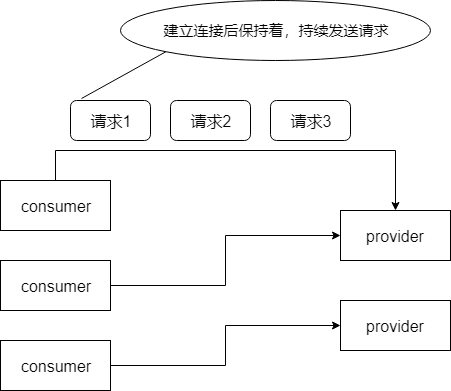 建立连接后保持着，持续发送请求
请求1 请求2 请求3
consumer
provider
consumer
provider
consumer